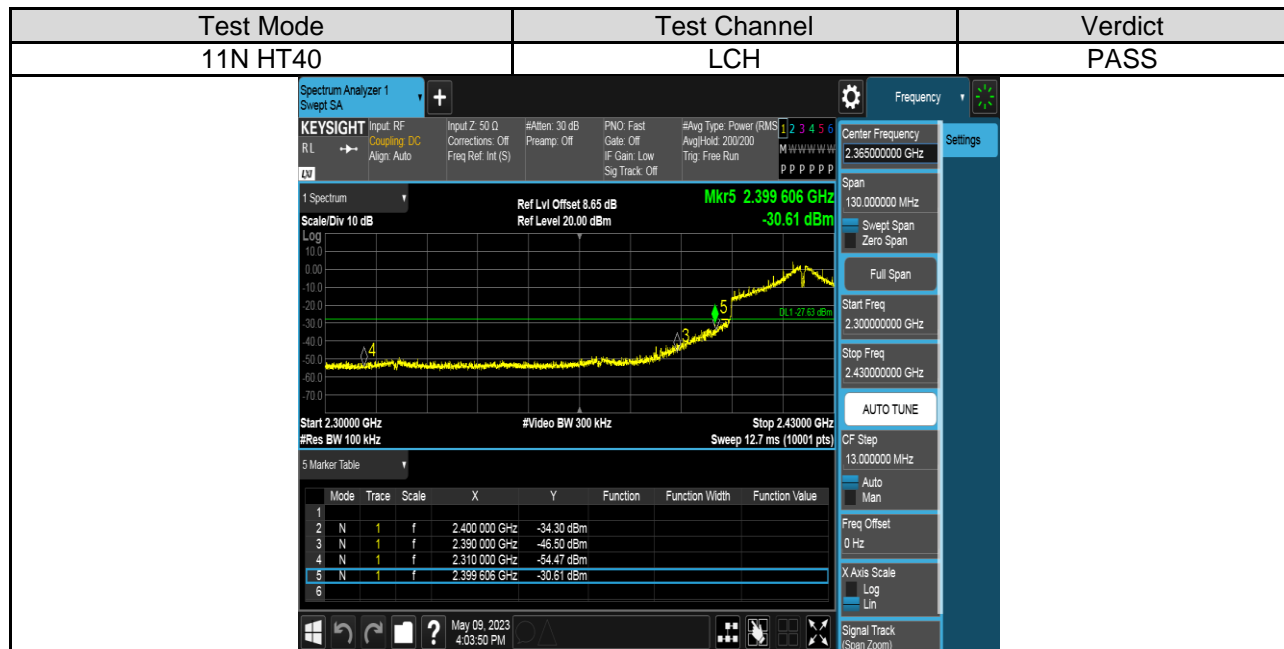 Test Mode Test Channel Verdict
11N HT40 LCH PASS
Spectrum Analyzer 1
Swept SA
Frequency
KEYSIGHT
RL
LXI
Input: RF
Coupling: DC
Align: Auto
Input Z: 50 Ω
Corrections: Off
Freq Ref: Int (S)
#Atten: 30 dB
Preamp: Off
PNO: Fast
Gate: Off
IF Gain: Low
Sig Track: Off
#Avg Type: Power (RMS
Avg|Hold: 200/200
Trig: Free Run
1 2 3 4 5 6
M W W W W W
P P P P P P
Settings
1 Spectrum
Scale/Div 10 dB
Ref Lvl Offset 8.65 dB
Ref Level 20.00 dBm
Mkr5 2.399 606 GHz
-30.61 dBm
Log
10.0
0.00
-10.0
-20.0
-30.0
-40.0
-50.0
-60.0
-70.0
4
3
5
DL1 -27.63 dBm
Start 2.30000 GHz
#Res BW 100 kHz
#Video BW 300 kHz
Stop 2.43000 GHz
Sweep 12.7 ms (10001 pts)
5 Marker Table
Mode Trace Scale X Y Function Function Width Function Value
1
2 N 1 f 2.400 000 GHz -34.30 dBm
3 N 1 f 2.390 000 GHz -46.50 dBm
4 N 1 f 2.310 000 GHz -54.47 dBm
5 N 1 f 2.399 606 GHz -30.61 dBm
6
?
May 09, 2023
4:03:50 PM
Center Frequency
2.365000000 GHz
Span
130.000000 MHz
Swept Span
Zero Span
Full Span
Start Freq
2.300000000 GHz
Stop Freq
2.430000000 GHz
AUTO TUNE
CF Step
13.000000 MHz
Auto
Man
Freq Offset
0 Hz
X Axis Scale
Log
Lin
Signal Track
(Span Zoom)